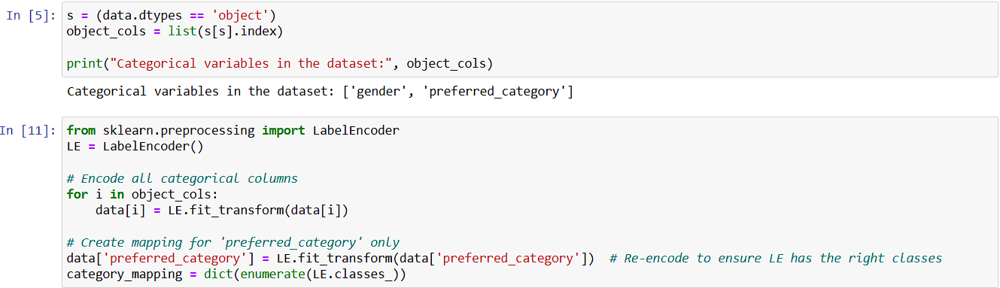 In [5]: s = (data.dtypes == 'object')
object_cols = list(s[s].index)
print("Categorical variables in the dataset:", object_cols)
Categorical variables in the dataset: ['gender', 'preferred_category']
In [11]: from sklearn.preprocessing import LabelEncoder
LE = LabelEncoder()
# Encode all categorical columns
for i in object_cols:
    data[i] = LE.fit_transform(data[i])
# Create mapping for 'preferred_category' only
data['preferred_category'] = LE.fit_transform(data['preferred_category'])  # Re-encode to ensure LE has the right classes
category_mapping = dict(enumerate(LE.classes_))